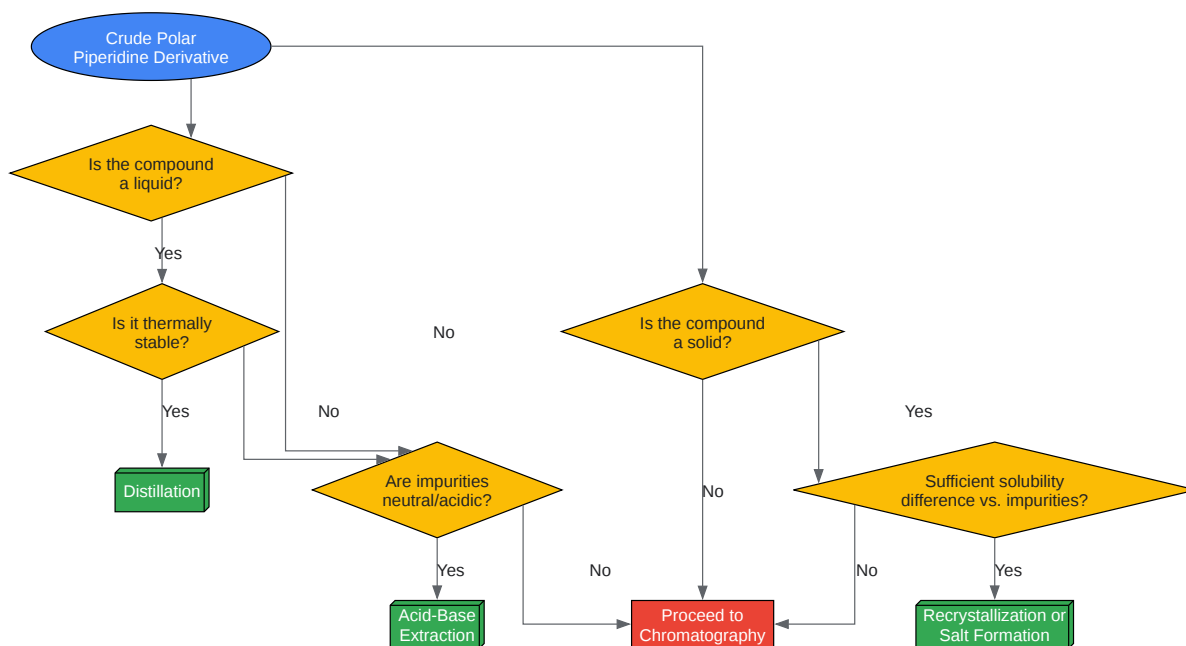 Crude Polar
Piperidine Derivative
Is the compound
a liquid?
Yes
Is it thermally
stable?
No
Is the compound
a solid?
Yes
No
Yes
Distillation
Are impurities
neutral/acidic?
No
Sufficient solubility
difference vs. impurities?
Yes
No
No
Yes
Acid-Base
Extraction
Proceed to
Chromatography
Recrystallization or
Salt Formation